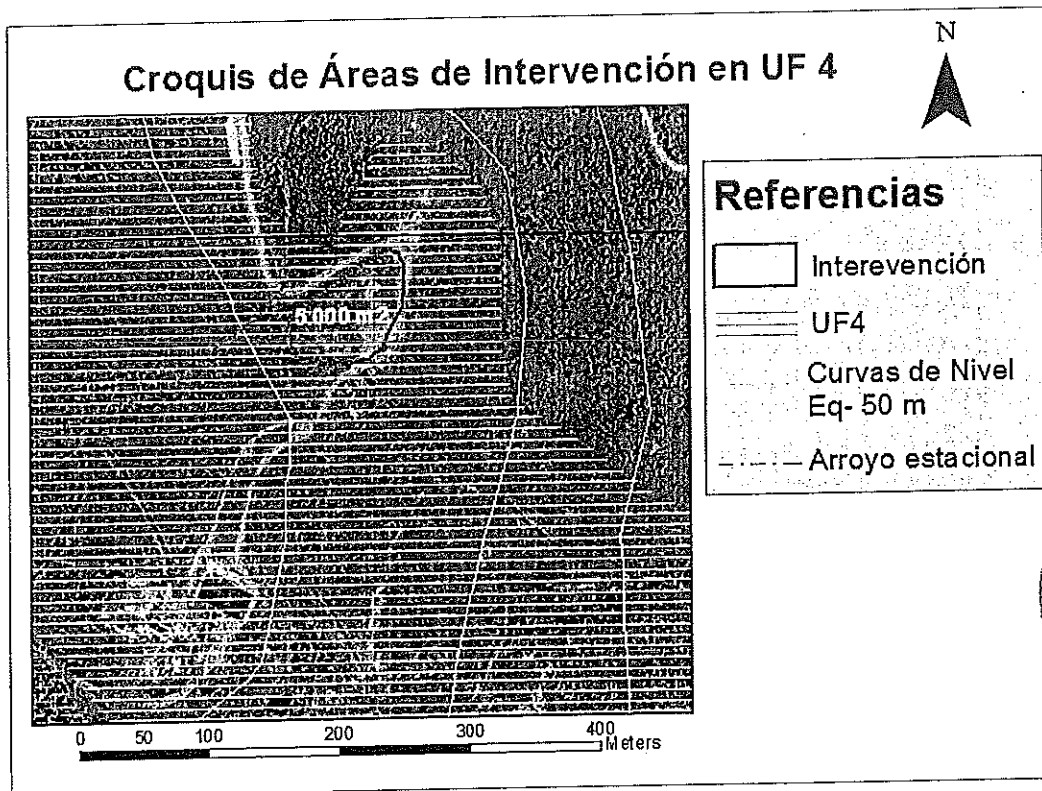 N
Croquis de Áreas de Intervención en UF 4
5.000 m2
Referencias
Interevención
UF4
Curvas de Nivel
Eq- 50 m
Arroyo estacional
0 50 100 200 300 400
Meters